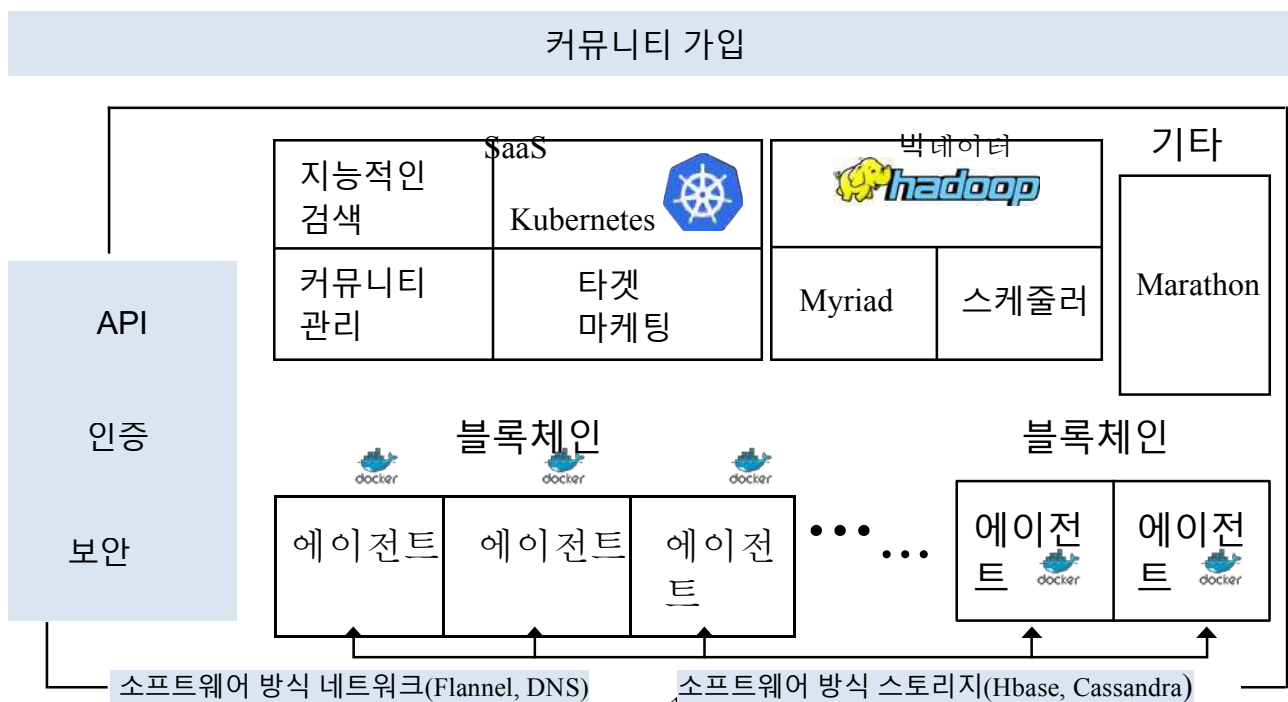 커뮤니티 가입
SaaS
지능적인
검색
Kubernetes
커뮤니티
관리
타겟
마케팅
빅데이터
hadoop
Myriad
스케줄러
기타
Marathon
API
인증
보안
블록체인
블록체인
docker
docker
docker
에이전트
에이전트
에이전
트
•••
...
에이전
트
docker
에이전
트
docker
소프트웨어 방식 네트워크(Flannel, DNS)
소프트웨어 방식 스토리지(Hbase, Cassandra)